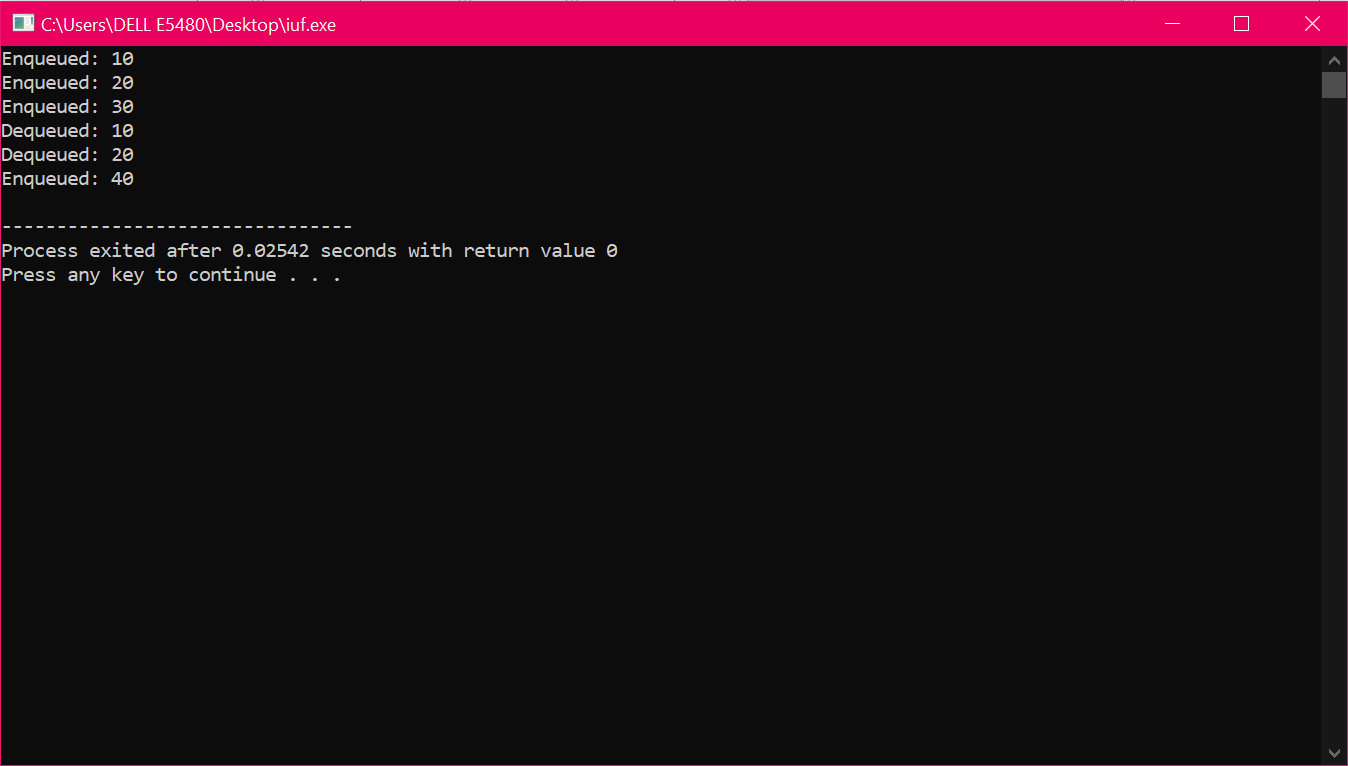 C:\Users\DELL E5480\Desktop\iuf.exe
Enqueued: 10
Enqueued: 20
Enqueued: 30
Dequeued: 10
Dequeued: 20
Enqueued: 40
--------------------------------
Process exited after 0.02542 seconds with return value 0
Press any key to continue . . .